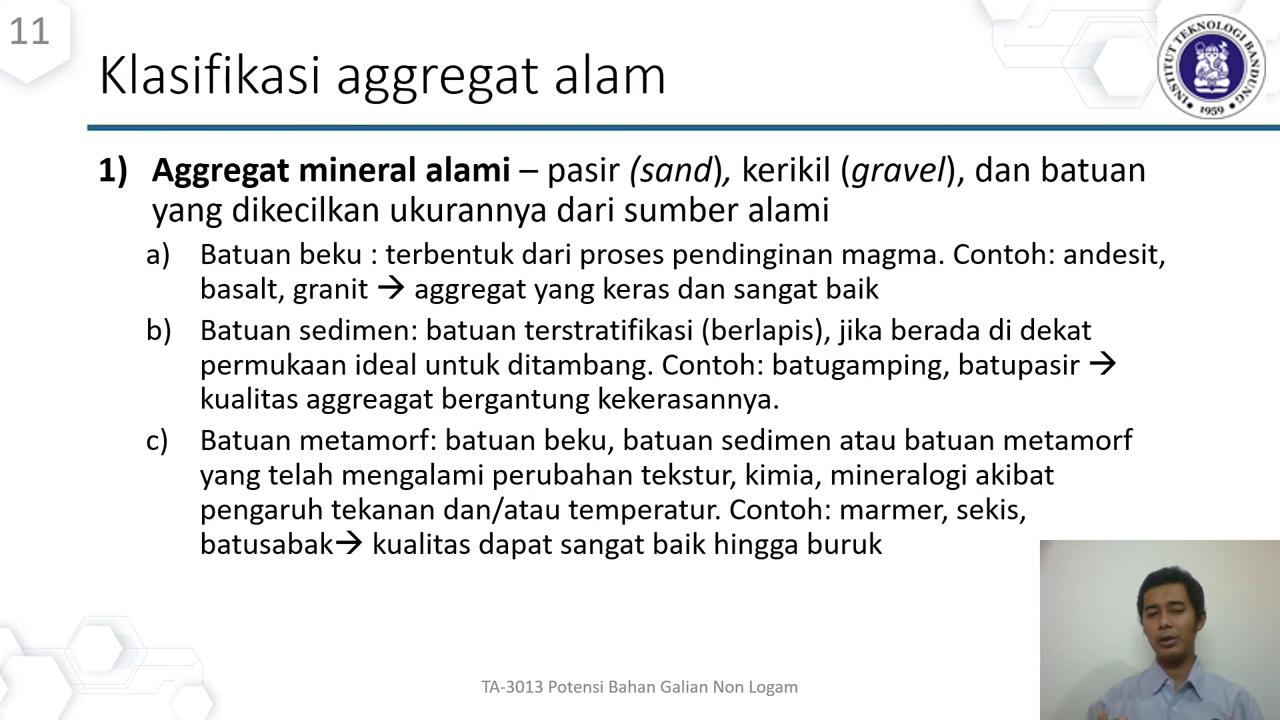 11
Klasifikasi aggregat alam
INSTITUT TEKNOLOGI BANDUNG
1959
1) Aggregat mineral alami – pasir (sand), kerikil (gravel), dan batuan
yang dikecilkan ukurannya dari sumber alami
a) Batuan beku : terbentuk dari proses pendinginan magma. Contoh: andesit,
basalt, granit → aggregat yang keras dan sangat baik
b) Batuan sedimen: batuan terstratifikasi (berlapis), jika berada di dekat
permukaan ideal untuk ditambang. Contoh: batugamping, batupasir →
kualitas aggreagat bergantung kekerasannya.
c) Batuan metamorf: batuan beku, batuan sedimen atau batuan metamorf
yang telah mengalami perubahan tekstur, kimia, mineralogi akibat
pengaruh tekanan dan/atau temperatur. Contoh: marmer, sekis,
batusabak→ kualitas dapat sangat baik hingga buruk
TA-3013 Potensi Bahan Galian Non Logam